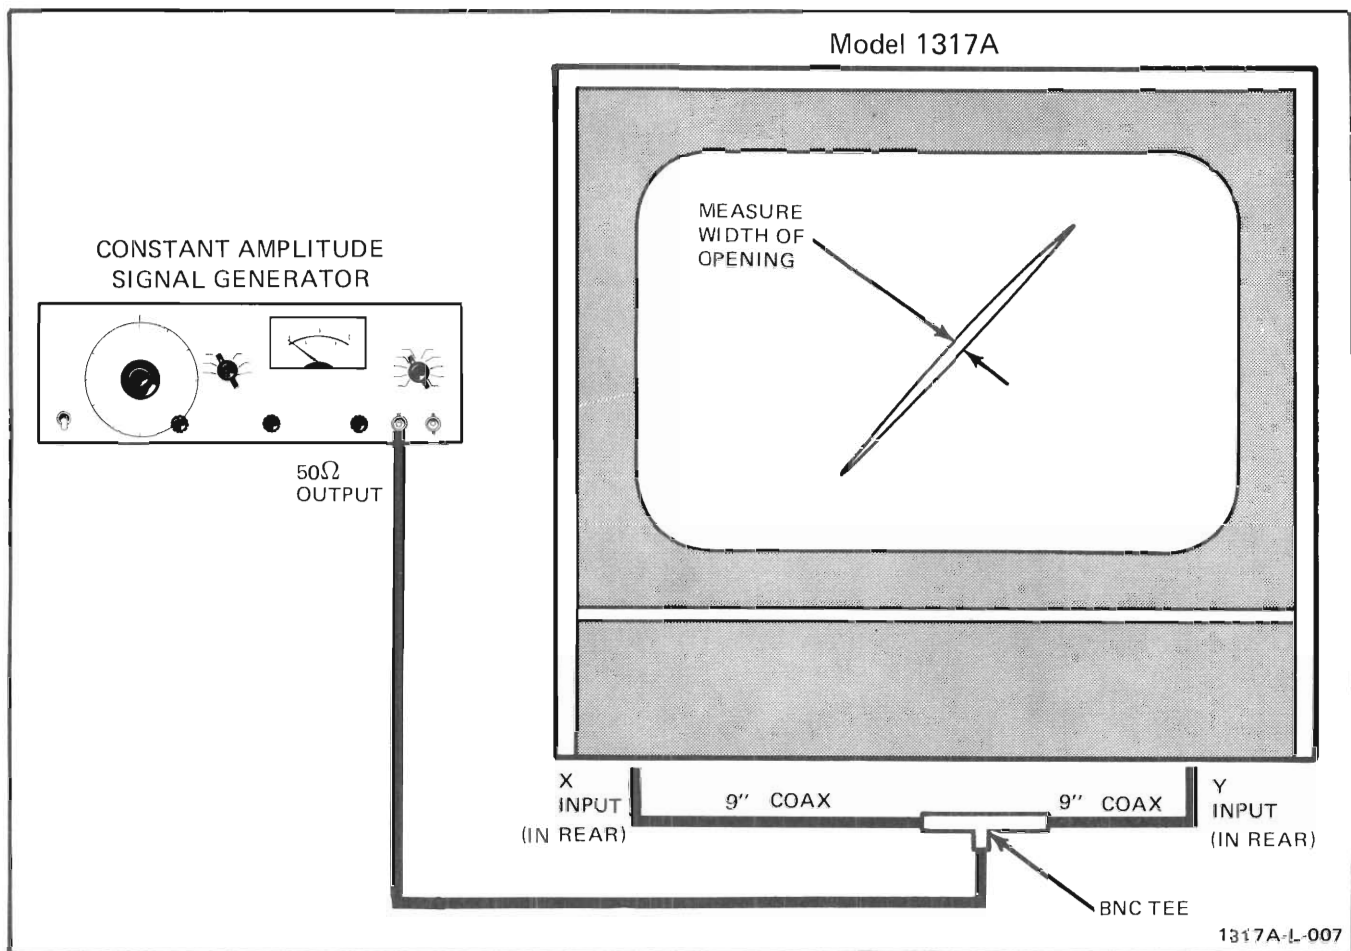 Model 1317A
MEASURE
WIDTH OF
OPENING
CONSTANT AMPLITUDE
SIGNAL GENERATOR
50Ω
OUTPUT
X
INPUT
(IN REAR)
9" COAX
9" COAX
Y
INPUT
(IN REAR)
BNC TEE
1317A-L-007